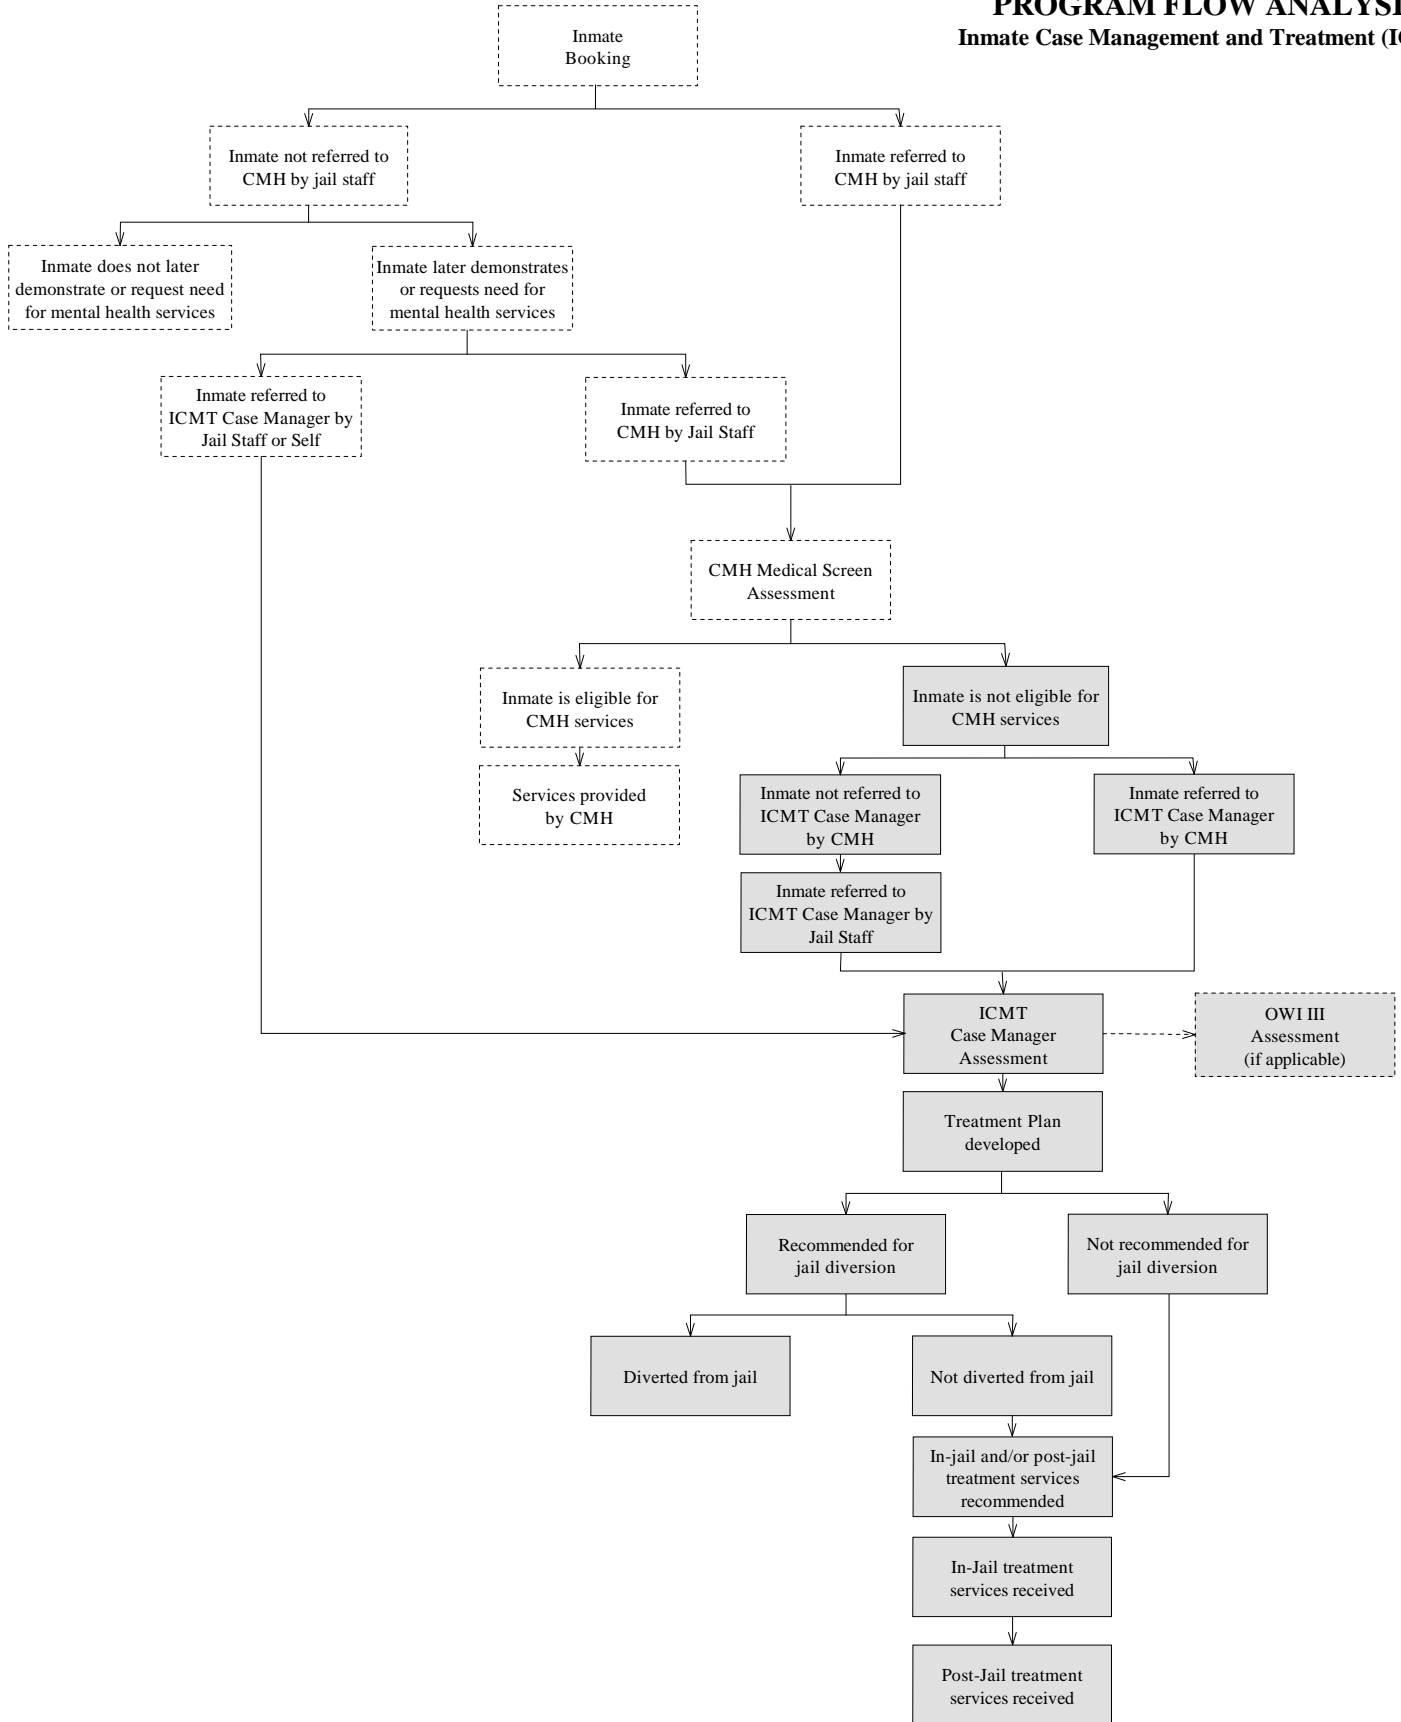 PROGRAM FLOW ANALYSI
Inmate Case Management and Treatment (I
Inmate
Booking
Inmate not referred to
CMH by jail staff
Inmate referred to
CMH by jail staff
Inmate does not later
demonstrate or request need
for mental health services
Inmate later demonstrates
or requests need for
mental health services
Inmate referred to
ICMT Case Manager by
Jail Staff or Self
Inmate referred to
CMH by Jail Staff
CMH Medical Screen
Assessment
Inmate is eligible for
CMH services
Inmate is not eligible for
CMH services
Services provided
by CMH
Inmate not referred to
ICMT Case Manager
by CMH
Inmate referred to
ICMT Case Manager
by CMH
Inmate referred to
ICMT Case Manager by
Jail Staff
ICMT
Case Manager
Assessment
OWI III
Assessment
(if applicable)
Treatment Plan
developed
Recommended for
jail diversion
Not recommended for
jail diversion
Diverted from jail
Not diverted from jail
In-jail and/or post-jail
treatment services
recommended
In-Jail treatment
services received
Post-Jail treatment
services received